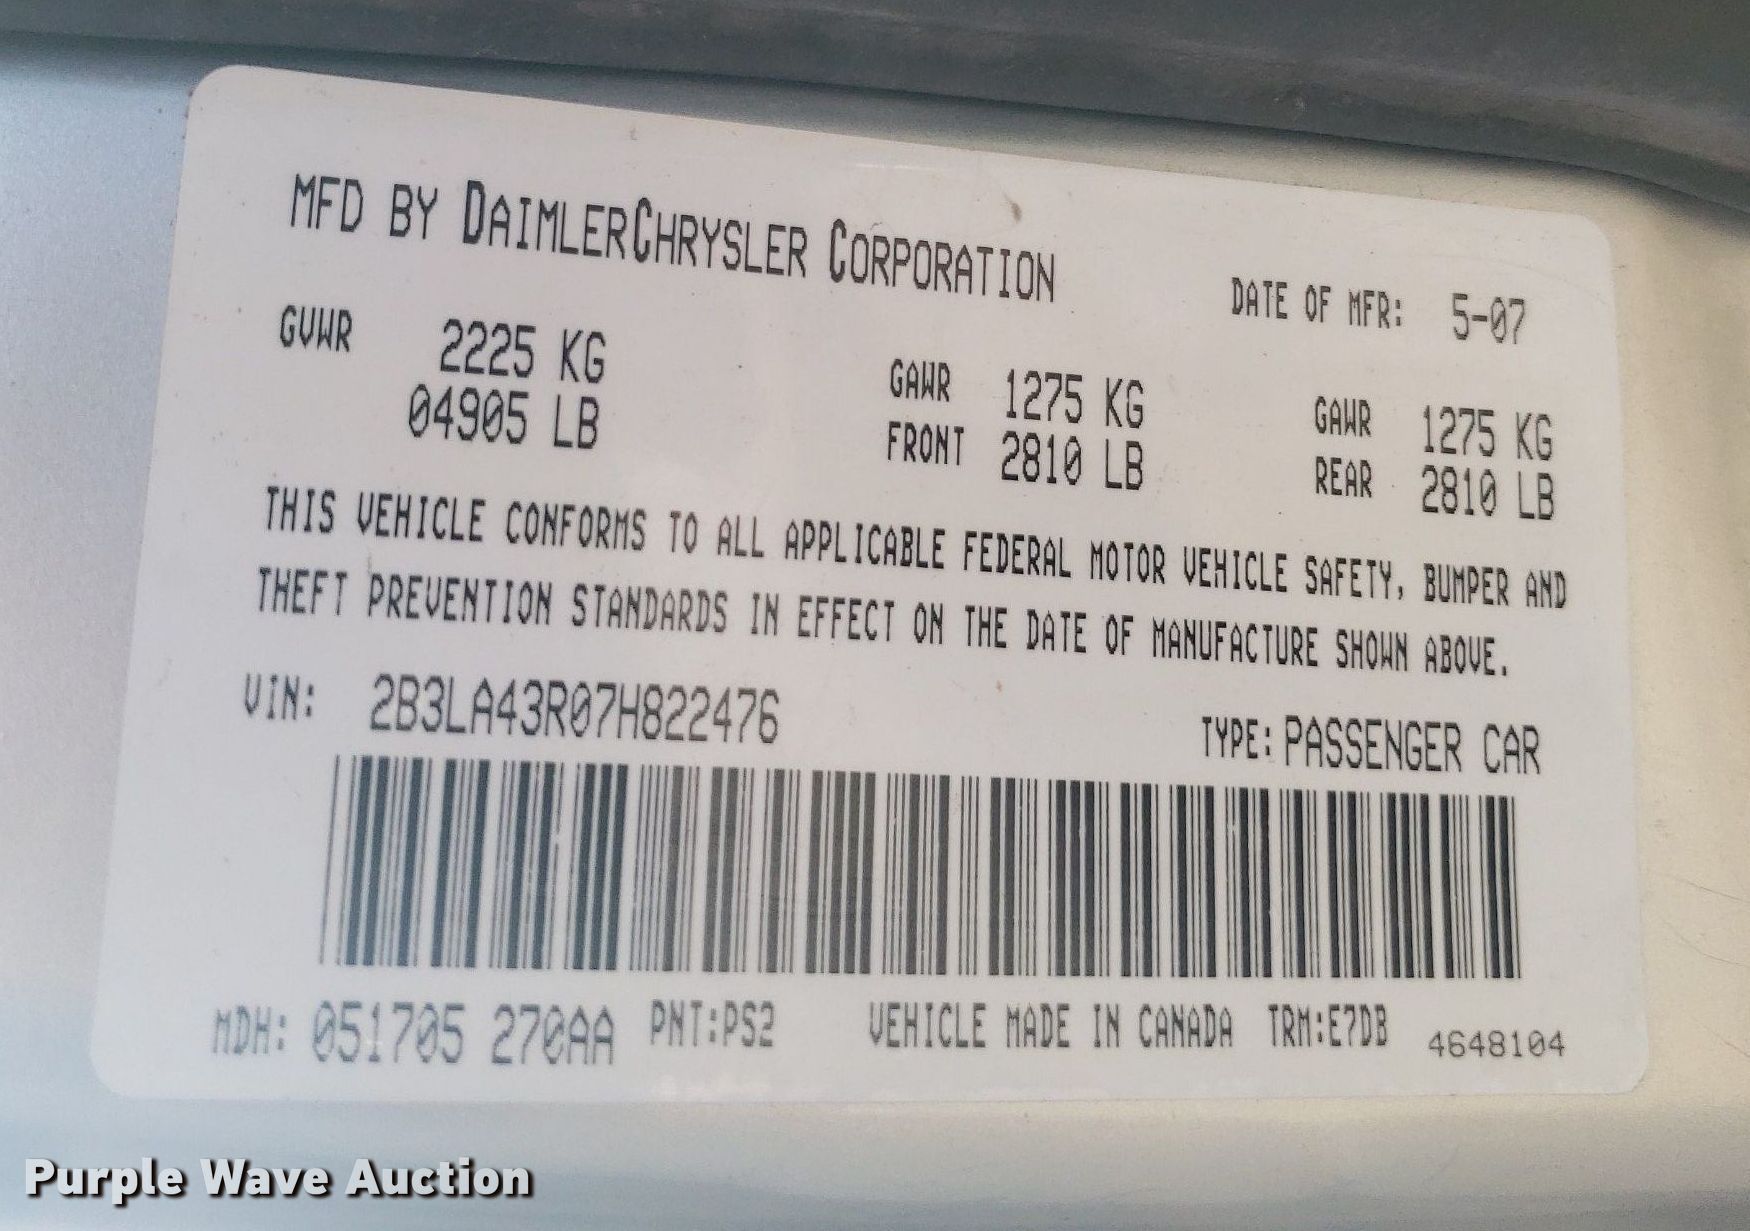 MFD BY DAIMLERCHRYSLER CORPORATION
DATE OF MFR: 5-07
GVWR 2225 KG
04905 LB
GAWR 1275 KG
FRONT 2810 LB
GAWR 1275 KG
REAR 2810 LB
THIS VEHICLE CONFORMS TO ALL APPLICABLE FEDERAL MOTOR VEHICLE SAFETY, BUMPER AND
THEFT PREVENTION STANDARDS IN EFFECT ON THE DATE OF MANUFACTURE SHOWN ABOVE.
VIN: 2B3LA43R07H822476
TYPE: PASSENGER CAR
MDH: 051705 270AA PNT:PS2 VEHICLE MADE IN CANADA TRM:E7DB 4648104
Purple Wave Auction